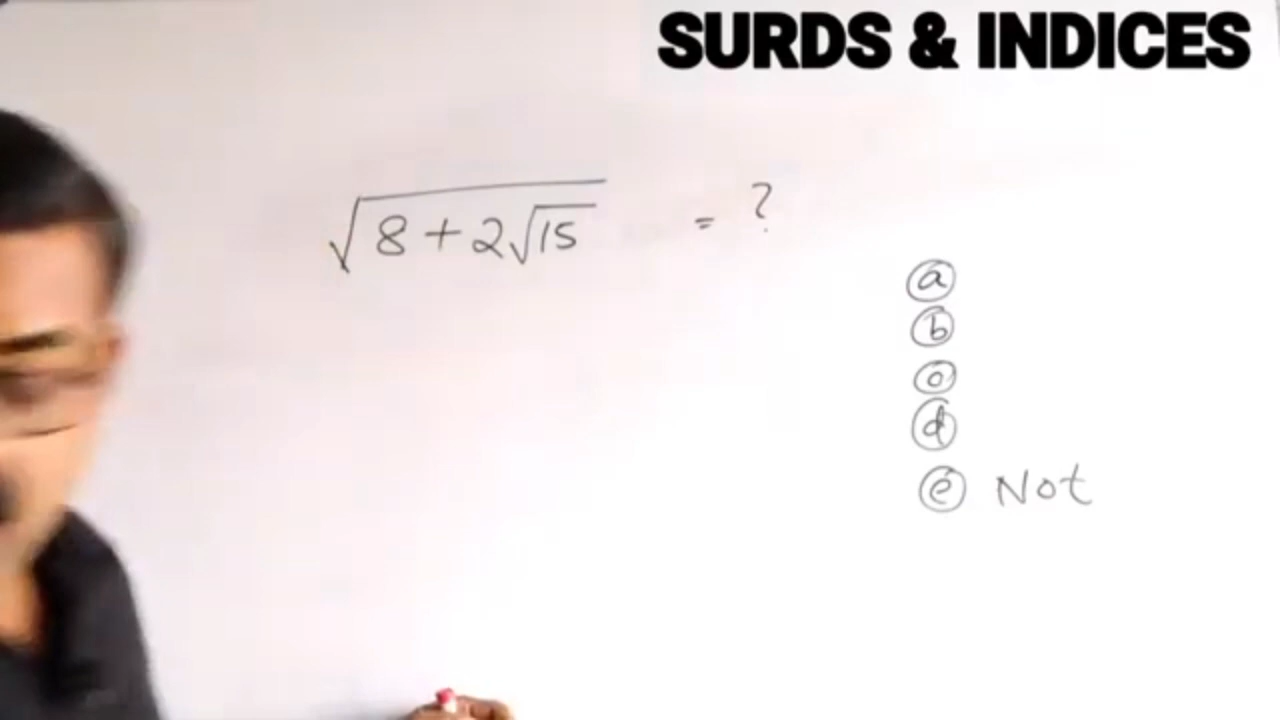 SURDS & INDICES
√(8+2√15) = ?
ⓐ
ⓑ
ⓒ
ⓓ
ⓔ Not